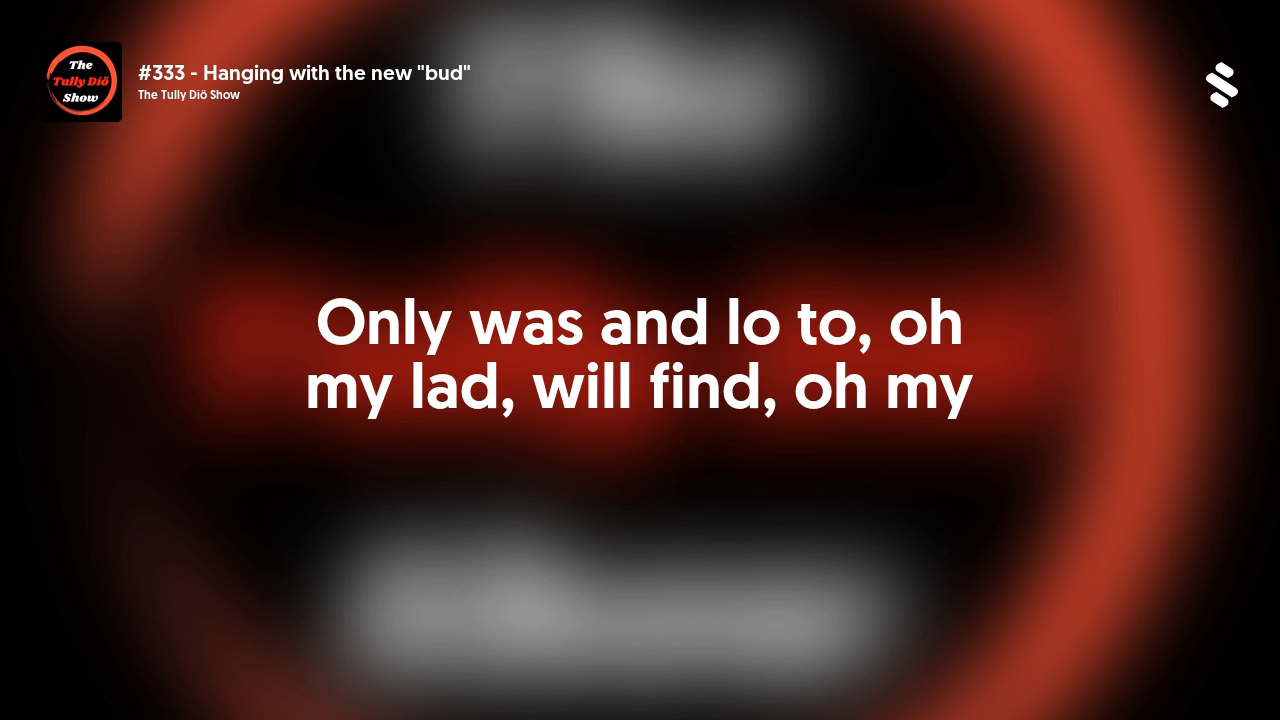 The
Tully Diö
Show
#333 - Hanging with the new "bud"
The Tully Diö Show
Only was and lo to, oh
my lad, will find, oh my